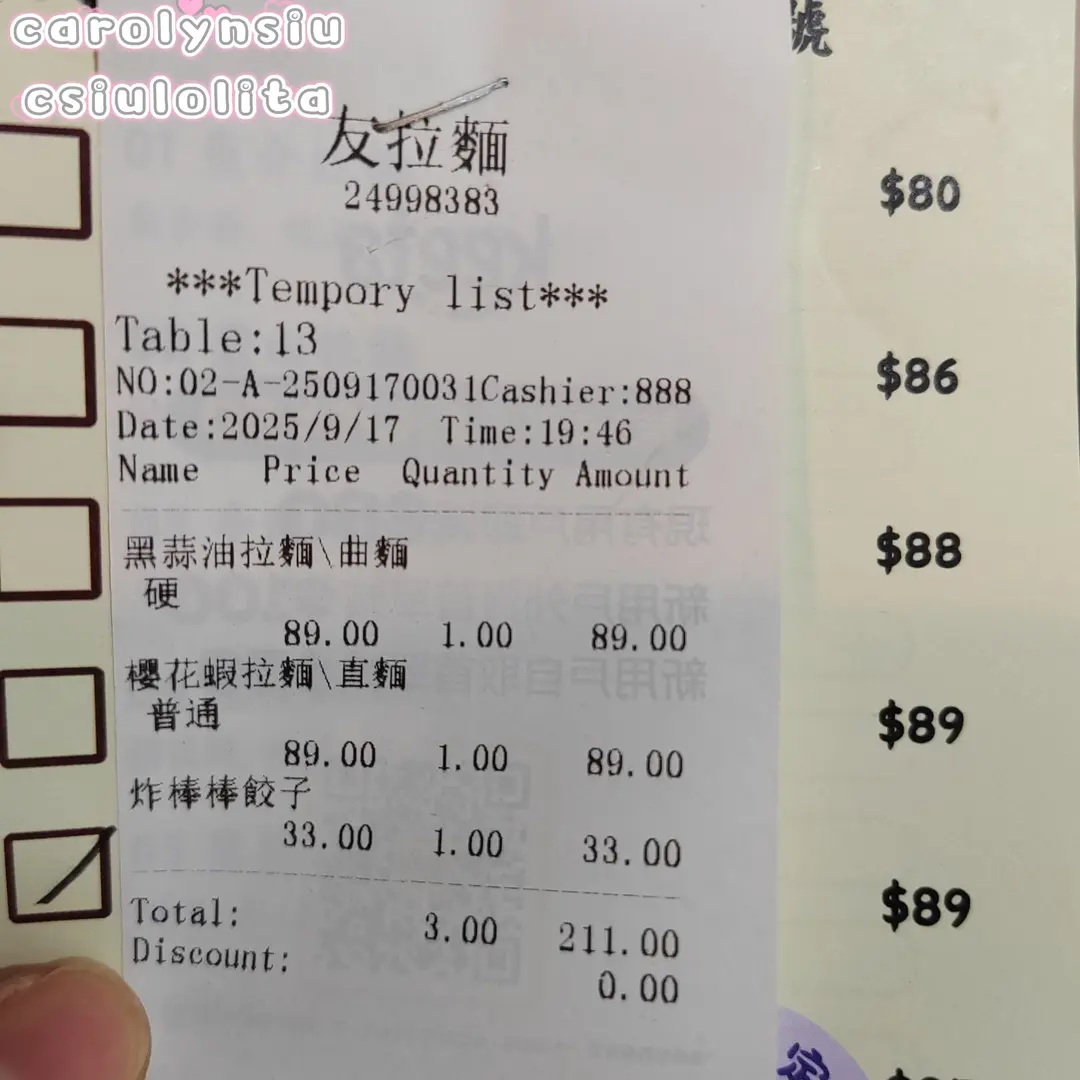 carolynsiu
csiulolita
號
友拉麵
24998383
***Tempory list***
Table:13
NO:02-A-2509170031Cashier:888
Date:2025/9/17 Time:19:46
Name Price Quantity Amount
黑蒜油拉麵\曲麵
硬
89.00 1.00 89.00
櫻花蝦拉麵\直麵
普通
89.00 1.00 89.00
炸棒棒餃子
33.00 1.00 33.00
Total: 3.00 211.00
Discount: 0.00
$80
$86
$88
$89
$89
定